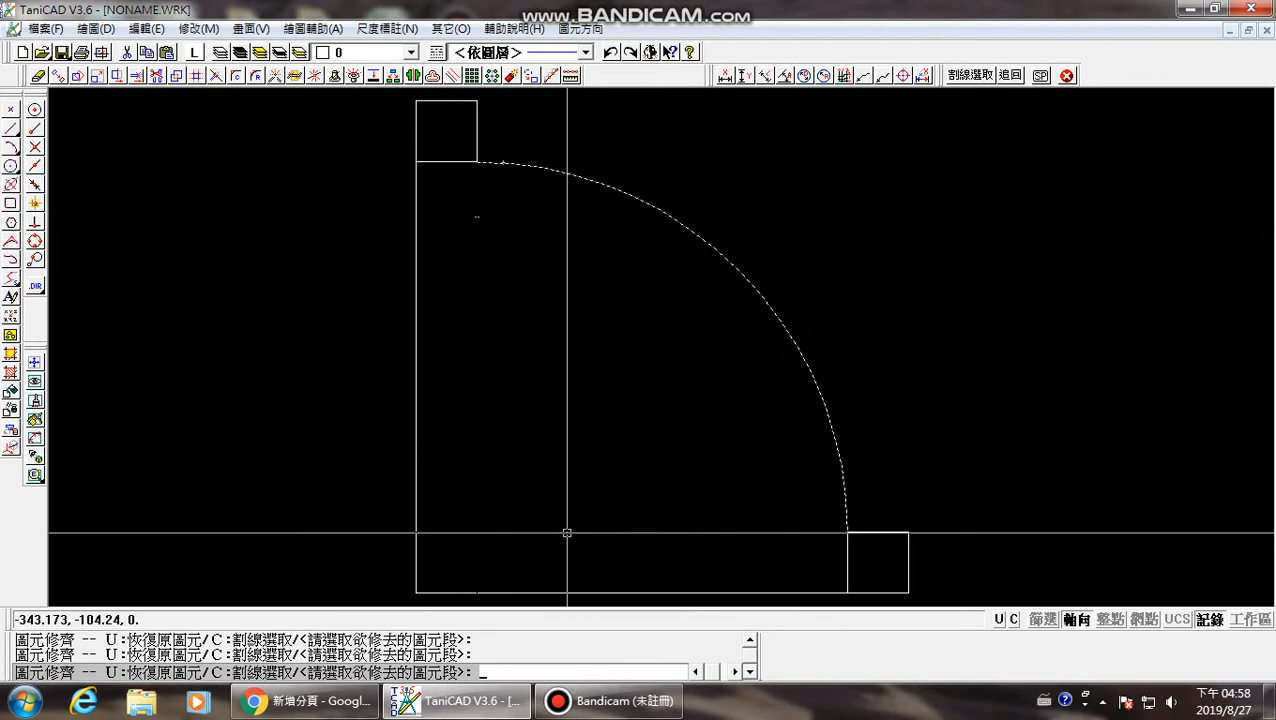 TaniCAD V3.6 - [NONAME.WRK]
www.BANDICAM.com
檔案(F) 繪圖(D) 編輯(E) 修改(M) 畫面(V) 繪圖輔助(A) 尺度標註(N) 其它(O) 輔助說明(H) 圖元方向
L 0 <依圖層>
割線選取 返回 SP
.DIR
-343.173, -104.24, 0.
U C 篩選 軸向 整點 網點 UCS 記錄 工作區
圖元修齊 -- U:恢復原圖元/C:割線選取/<請選取欲修去的圖元段>:
圖元修齊 -- U:恢復原圖元/C:割線選取/<請選取欲修去的圖元段>:
圖元修齊 -- U:恢復原圖元/C:割線選取/<請選取欲修去的圖元段>:
新增分頁 - Googl... TaniCAD V3.6 - [... Bandicam (未註冊)
下午 04:58
2019/8/27